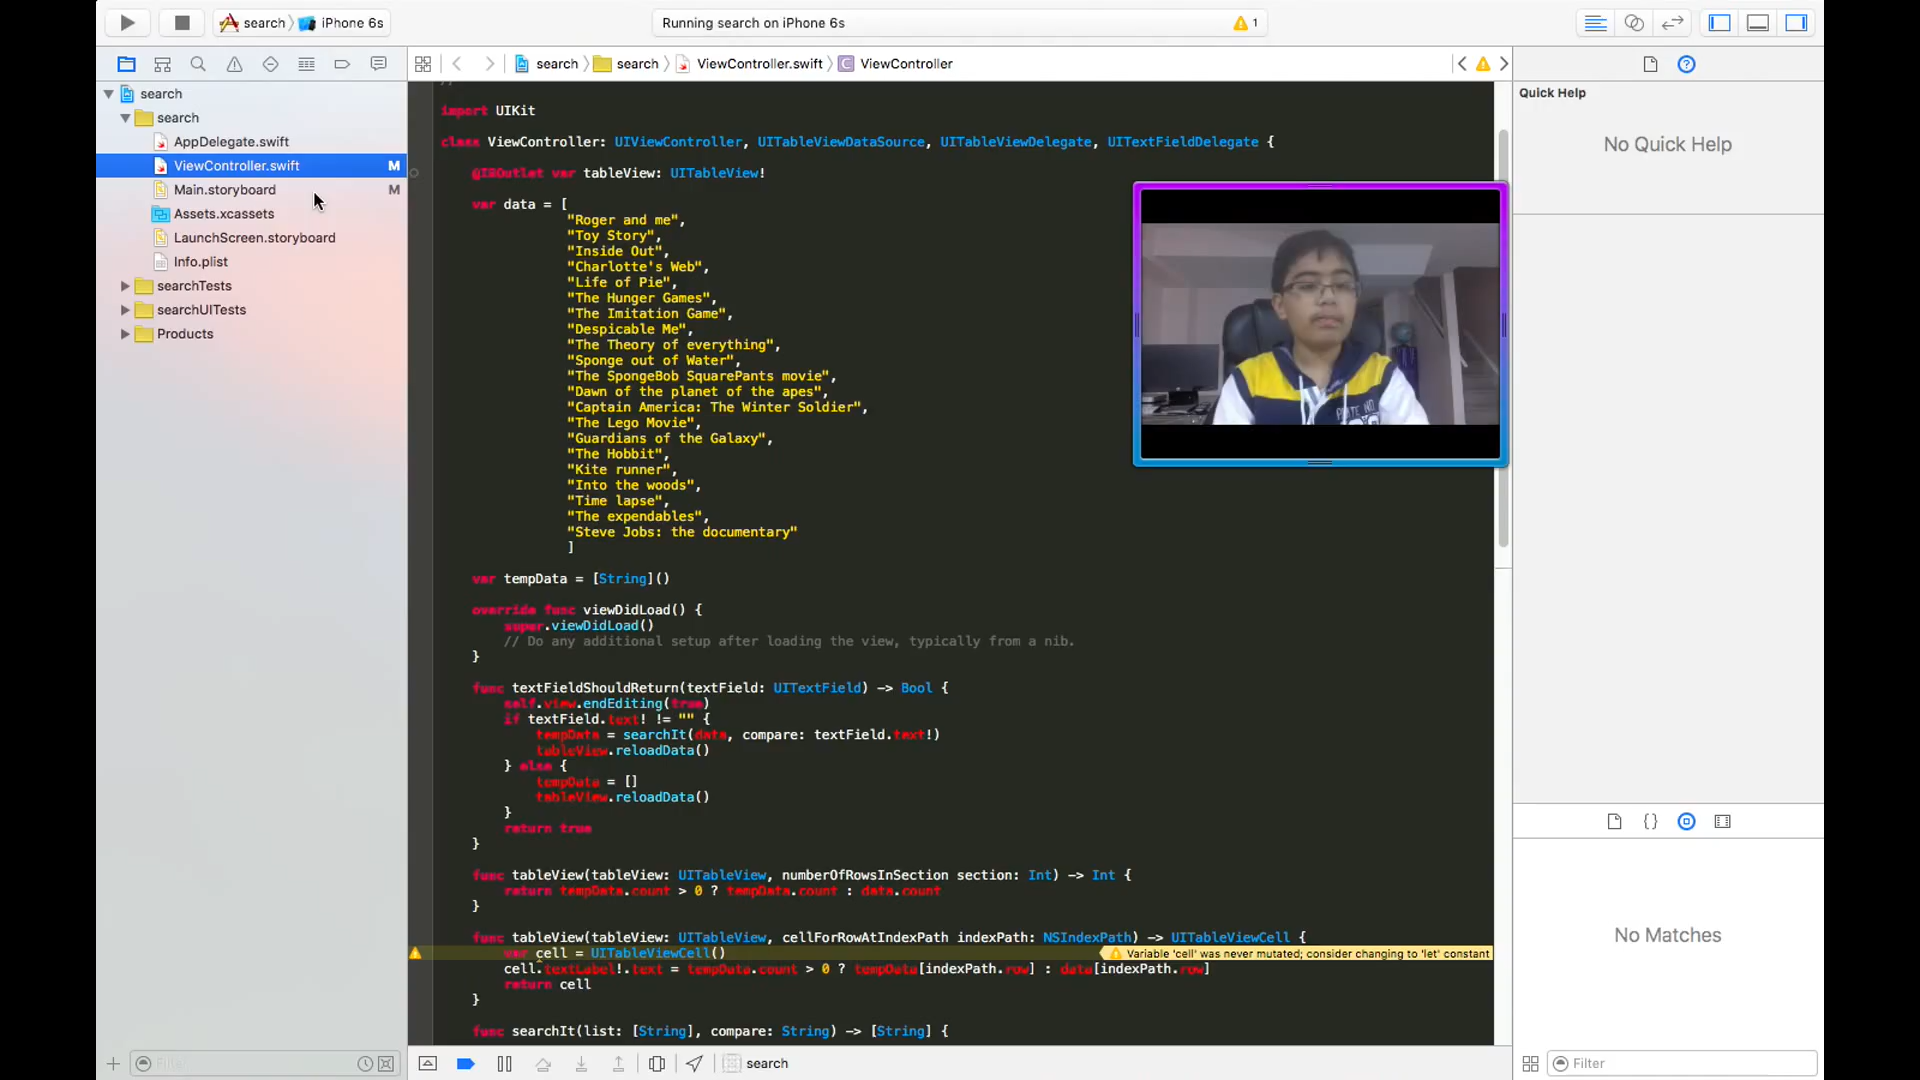 search
iPhone 6s
Running search on iPhone 6s
1
search
search
ViewController.swift
ViewController
Quick Help
No Quick Help
search
search
AppDelegate.swift
ViewController.swift M
Main.storyboard M
Assets.xcassets
LaunchScreen.storyboard
Info.plist
searchTests
searchUITests
Products
import UIKit
class ViewController: UIViewController, UITableViewDataSource, UITableViewDelegate, UITextFieldDelegate {
@IBOutlet var tableView: UITableView!
var data = [
"Roger and me",
"Toy Story",
"Inside Out",
"Charlotte's Web",
"Life of Pie",
"The Hunger Games",
"The Imitation Game",
"Despicable Me",
"The Theory of everything",
"Sponge out of Water",
"The SpongeBob SquarePants movie",
"Dawn of the planet of the apes",
"Captain America: The Winter Soldier",
"The Lego Movie",
"Guardians of the Galaxy",
"The Hobbit",
"Kite runner",
"Into the woods",
"Time lapse",
"The expendables",
"Steve Jobs: the documentary"
]
var tempData = [String]()
override func viewDidLoad() {
super.viewDidLoad()
// Do any additional setup after loading the view, typically from a nib.
}
func textFieldShouldReturn(textField: UITextField) -> Bool {
self.view.endEditing(true)
if textField.text! != "" {
tempData = searchIt(data, compare: textField.text!)
tableView.reloadData()
} else {
tempData = []
tableView.reloadData()
}
return true
}
func tableView(tableView: UITableView, numberOfRowsInSection section: Int) -> Int {
return tempData.count > 0 ? tempData.count : data.count
}
func tableView(tableView: UITableView, cellForRowAtIndexPath indexPath: NSIndexPath) -> UITableViewCell {
var cell = UITableViewCell()
Variable 'cell' was never mutated; consider changing to 'let' constant
cell.textLabel!.text = tempData.count > 0 ? tempData[indexPath.row] : data[indexPath.row]
return cell
}
func searchIt(list: [String], compare: String) -> [String] {
{}
No Matches
Filter
search
Filter